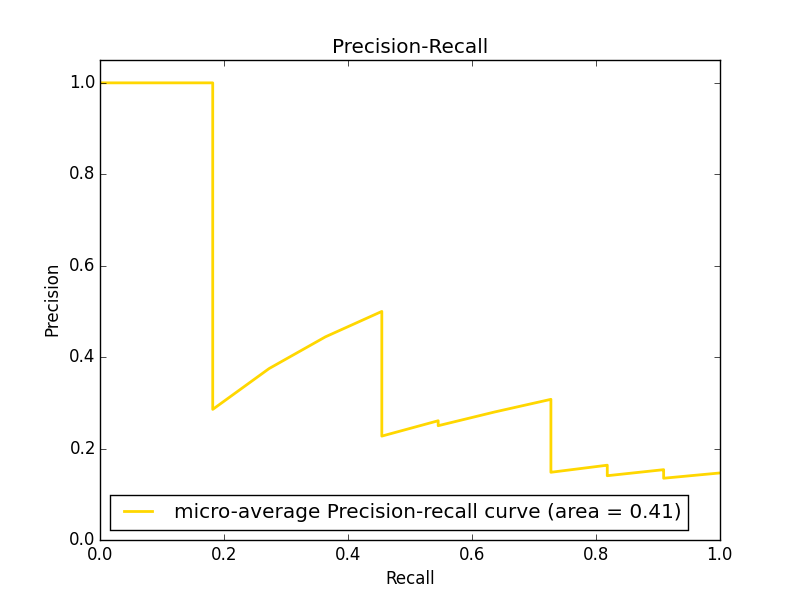 Precision-Recall
1.0
0.8
0.6
0.4
0.2
0.0
Precision
micro-average Precision-recall curve (area = 0.41)
0.0 0.2 0.4 0.6 0.8 1.0
Recall